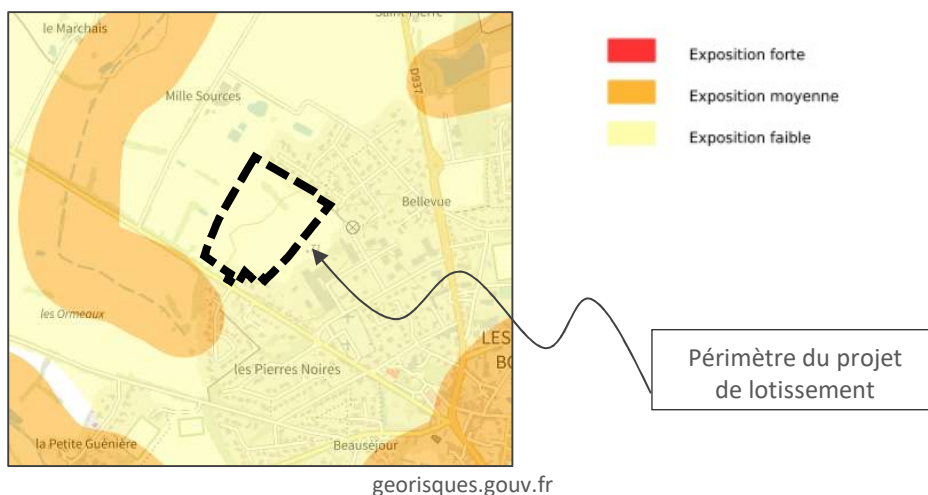 Saint-Pierre
le Marchais
Exposition forte
D937
Mille Sources
Exposition moyenne
Exposition faible
Bellevue
les Ormeaux
LES
BO
les Pierres Noires
Périmètre du projet
de lotissement
la Petite Guénière
Beauséjour
georisques.gouv.fr